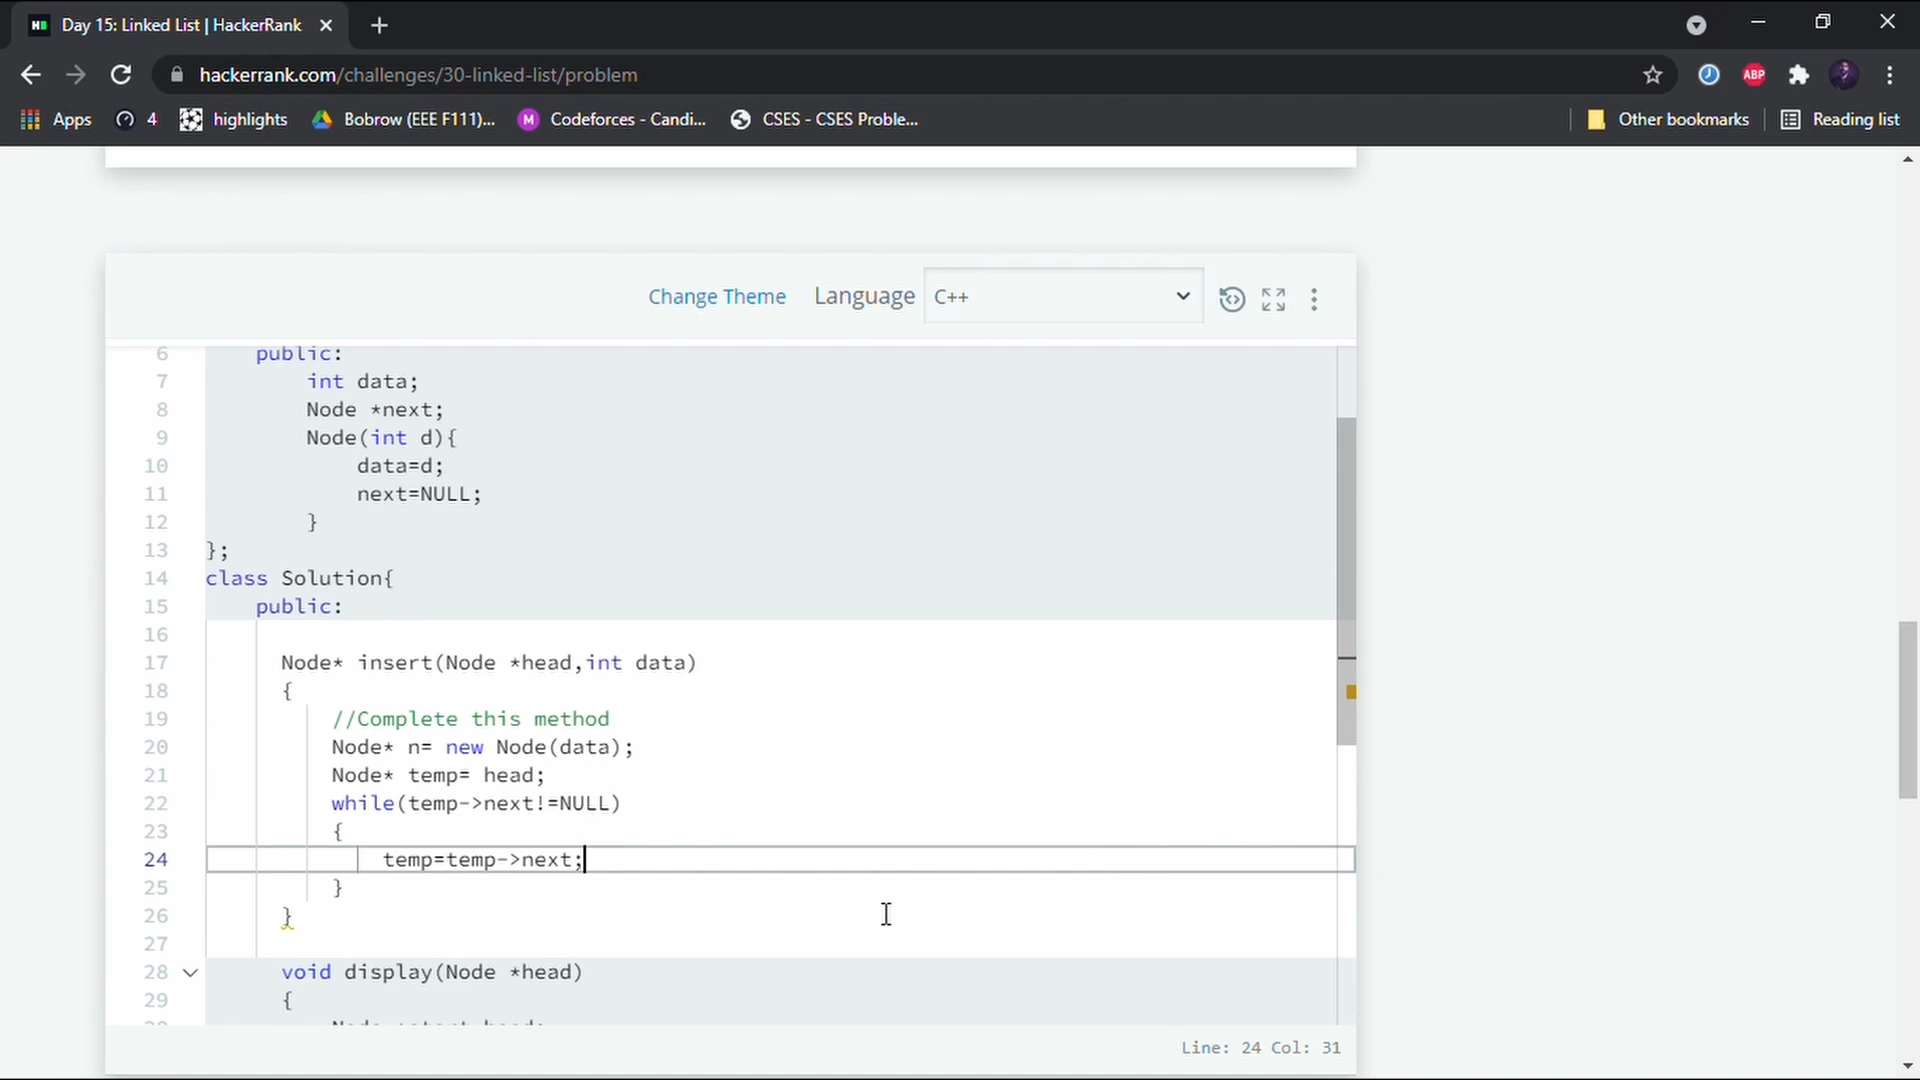 Day 15: Linked List | HackerRank
hackerrank.com/challenges/30-linked-list/problem
ABP
Apps 4 highlights Bobrow (EEE F111)... M Codeforces - Candi... CSES - CSES Proble... Other bookmarks Reading list
Change Theme Language C++
6 public:
7 int data;
8 Node *next;
9 Node(int d){
10 data=d;
11 next=NULL;
12 }
13 };
14 class Solution{
15 public:
16
17 Node* insert(Node *head,int data)
18 {
19 //Complete this method
20 Node* n= new Node(data);
21 Node* temp= head;
22 while(temp->next!=NULL)
23 {
24 temp=temp->next;
25 }
26 }
27
28 void display(Node *head)
29 {
Line: 24 Col: 31